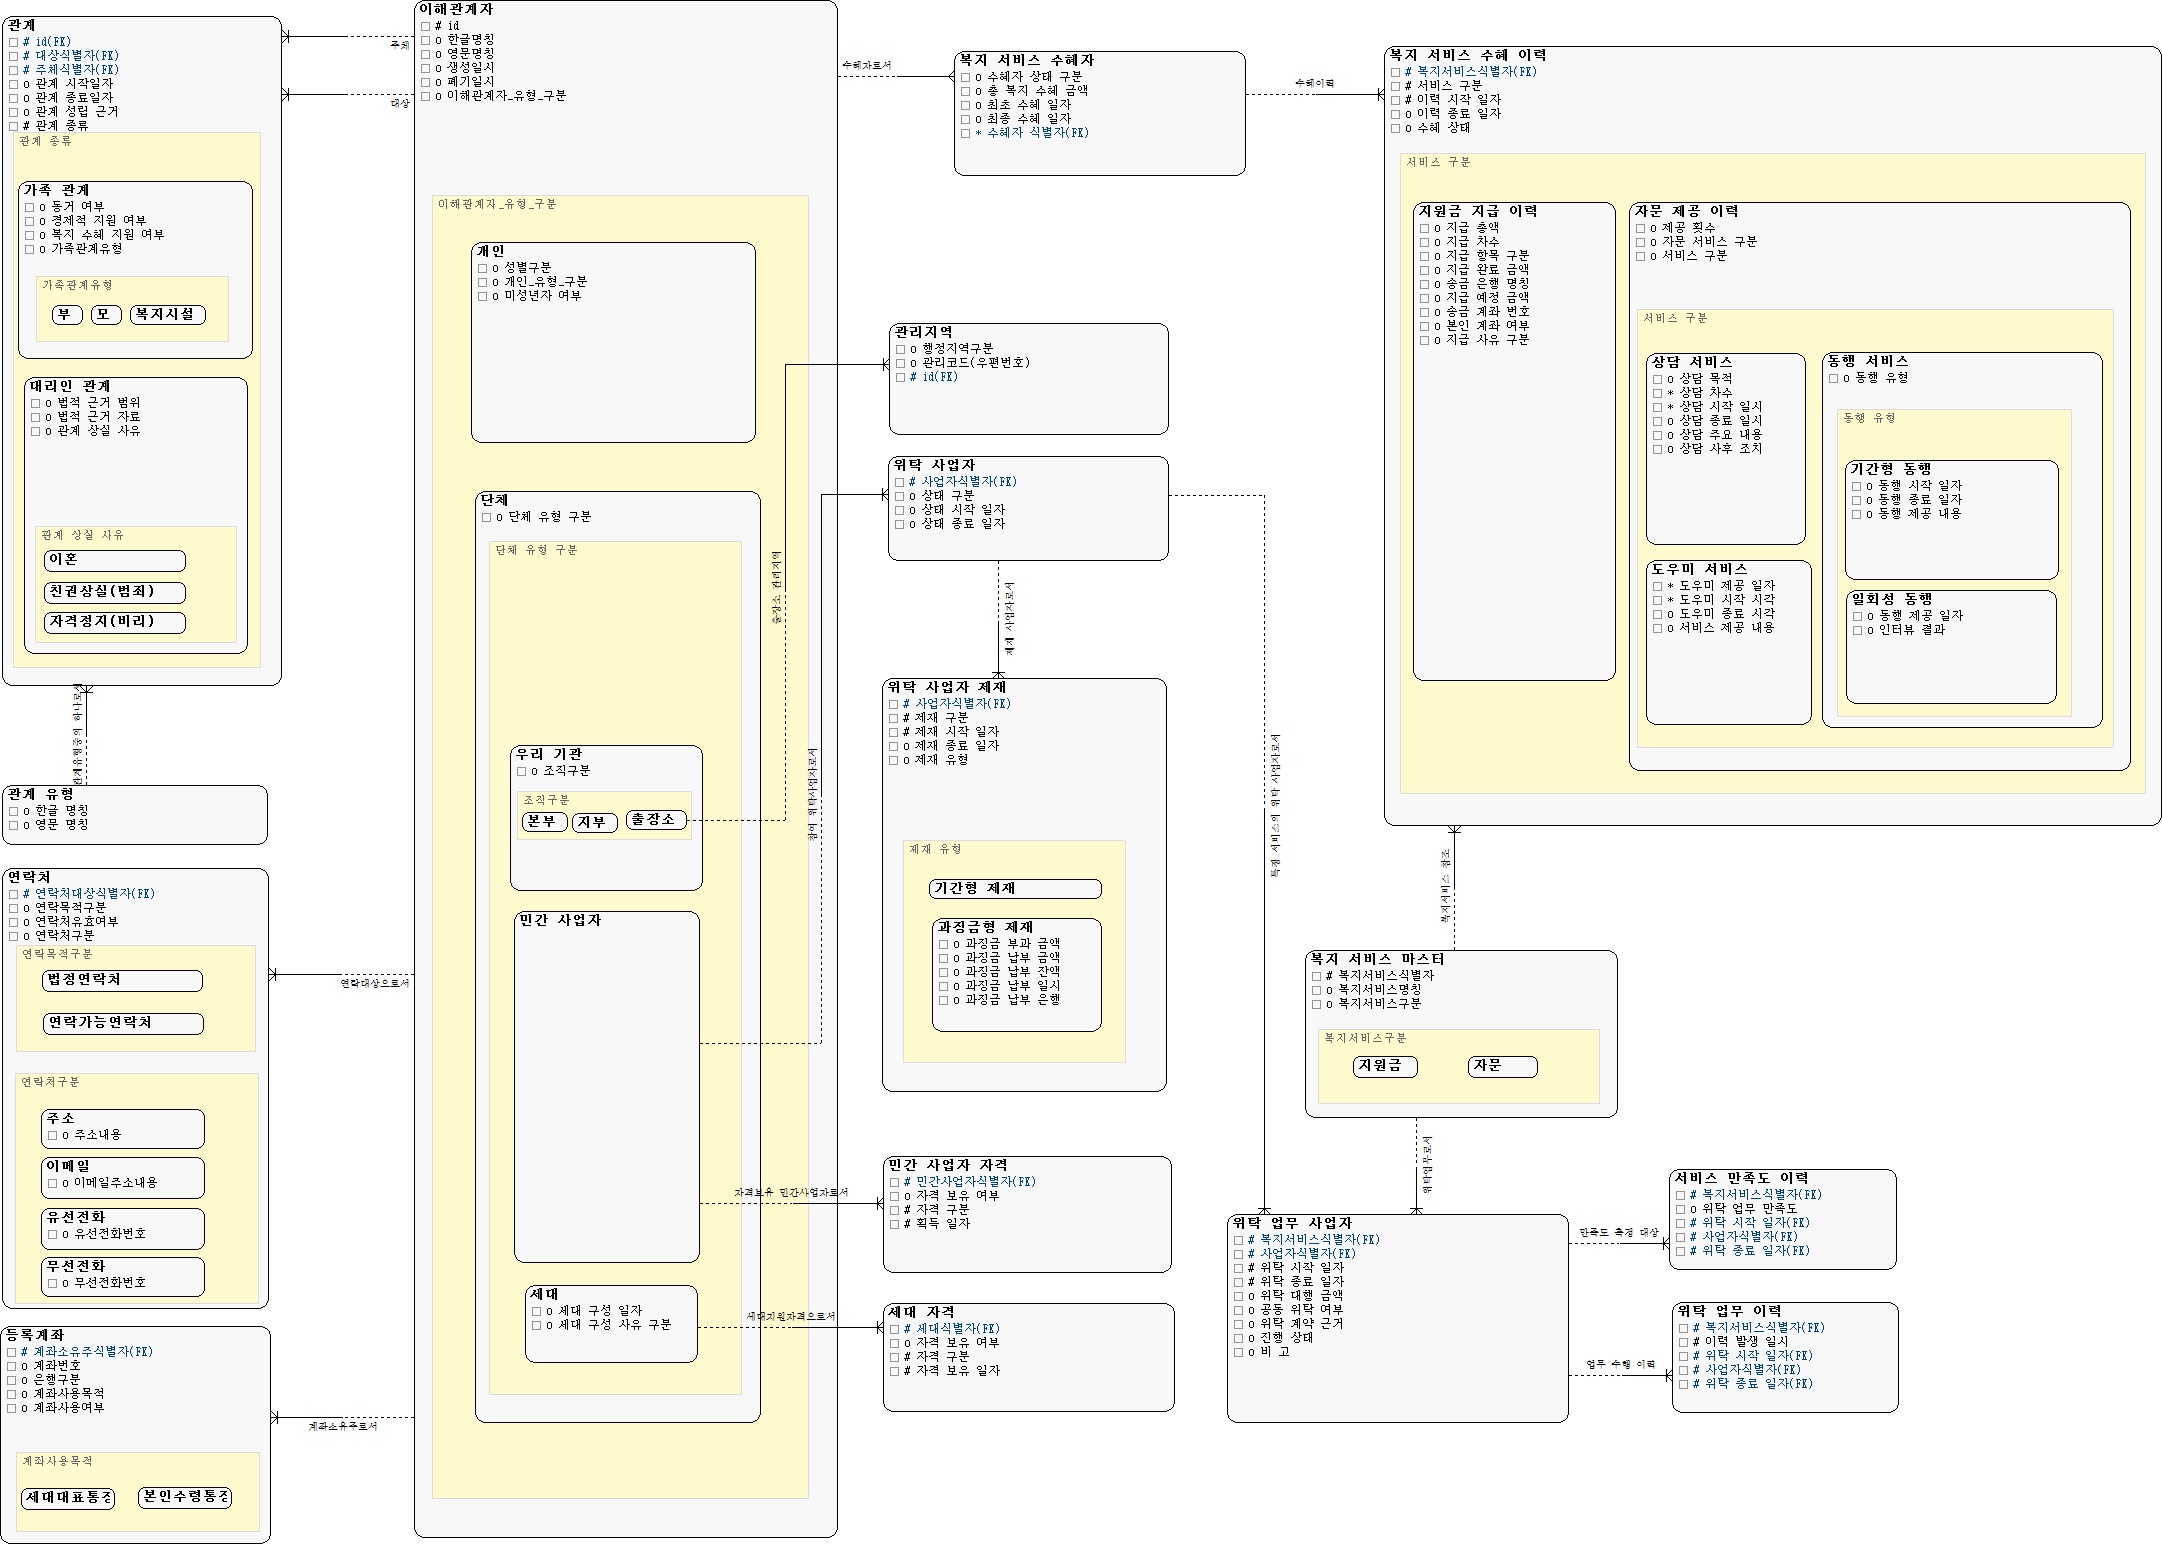 관계
# id(FK)
# 대상식별자(FK)
# 주체식별자(FK)
o 관계 시작일자
o 관계 종료일자
o 관계 성립 근거
# 관계 종류
관계 종류
가족 관계
o 동거 여부
o 경제적 지원 여부
o 복지 수혜 지원 여부
o 가족관계유형
가족관계유형
부
모
복지시설
대리인 관계
o 법적 근거 범위
o 법적 근거 자료
o 관계 상실 사유
관계 상실 사유
이혼
친권상실(범죄)
자격정지(비리)
관계유형중의 하나로서
관계 유형
o 한글 명칭
o 영문 명칭
연락처
# 연락처대상식별자(FK)
o 연락목적구분
o 연락처유효여부
o 연락처구분
연락목적구분
법정연락처
연락가능연락처
연락처구분
주소
o 주소내용
이메일
o 이메일주소내용
유선전화
o 유선전화번호
무선전화
o 무선전화번호
등록계좌
# 계좌소유주식별자(FK)
o 계좌번호
o 은행구분
o 계좌사용목적
o 계좌사용여부
계좌사용목적
세대대표통장
본인수령통장
주체
대상
연락대상으로서
계좌소유주로서
이해관계자
# id
o 한글명칭
o 영문명칭
o 생성일시
o 폐기일시
o 이해관계자_유형_구분
이해관계자_유형_구분
개인
o 성별구분
o 개인_유형_구분
o 미성년자 여부
단체
o 단체 유형 구분
단체 유형 구분
우리 기관
o 조직구분
조직구분
본부
지부
출장소
민간 사업자
세대
o 세대 구성 일자
o 세대 구성 사유 구분
수혜자로서
출장소 관리지역
참여 위탁사업자로서
자격보유 민간사업자로서
세대지원자격으로서
복지 서비스 수혜자
o 수혜자 상태 구분
o 총 복지 수혜 금액
o 최초 수혜 일자
o 최종 수혜 일자
* 수혜자 식별자(FK)
수혜이력
관리지역
o 행정지역구분
o 관리코드(우편번호)
# id(FK)
위탁 사업자
# 사업자식별자(FK)
o 상태 구분
o 상태 시작 일자
o 상태 종료 일자
제재 사업자로서
특정 서비스의 위탁 사업자로서
위탁 사업자 제재
# 사업자식별자(FK)
# 제재 구분
# 제재 시작 일자
o 제재 종료 일자
o 제재 유형
제재 유형
기간형 제재
과징금형 제재
o 과징금 부과 금액
o 과징금 납부 금액
o 과징금 납부 잔액
o 과징금 납부 일시
o 과징금 납부 은행
민간 사업자 자격
# 민간사업자식별자(FK)
o 자격 보유 여부
# 자격 구분
# 획득 일자
세대 자격
# 세대식별자(FK)
o 자격 보유 여부
# 자격 구분
# 자격 보유 일자
복지 서비스 수혜 이력
# 복지서비스식별자(FK)
# 서비스 구분
# 이력 시작 일자
o 이력 종료 일자
o 수혜 상태
서비스 구분
지원금 지급 이력
o 지급 총액
o 지급 차수
o 지급 항목 구분
o 지급 완료 금액
o 송금 은행 명칭
o 지급 예정 금액
o 송금 계좌 번호
o 본인 계좌 여부
o 지급 사유 구분
자문 제공 이력
o 제공 횟수
o 자문 서비스 구분
o 서비스 구분
서비스 구분
상담 서비스
o 상담 목적
* 상담 차수
* 상담 시작 일시
o 상담 종료 일시
o 상담 주요 내용
o 상담 사후 조치
도우미 서비스
* 도우미 제공 일자
* 도우미 시작 시각
o 도우미 종료 시각
o 서비스 제공 내용
동행 서비스
o 동행 유형
동행 유형
기간형 동행
o 동행 시작 일자
o 동행 종료 일자
o 동행 제공 내용
일회성 동행
o 동행 제공 일자
o 인터뷰 결과
복지서비스 참조
복지 서비스 마스터
# 복지서비스식별자
o 복지서비스명칭
o 복지서비스구분
복지서비스구분
지원금
자문
위탁업무로서
위탁 업무 사업자
# 복지서비스식별자(FK)
# 사업자식별자(FK)
# 위탁 시작 일자
# 위탁 종료 일자
o 위탁 대행 금액
o 공동 위탁 여부
o 위탁 계약 근거
o 진행 상태
o 비 고
만족도 측정 대상
업무 수행 이력
서비스 만족도 이력
# 복지서비스식별자(FK)
o 위탁 업무 만족도
# 위탁 시작 일자(FK)
# 사업자식별자(FK)
# 위탁 종료 일자(FK)
위탁 업무 이력
# 복지서비스식별자(FK)
# 이력 발생 일시
# 위탁 시작 일자(FK)
# 사업자식별자(FK)
# 위탁 종료 일자(FK)